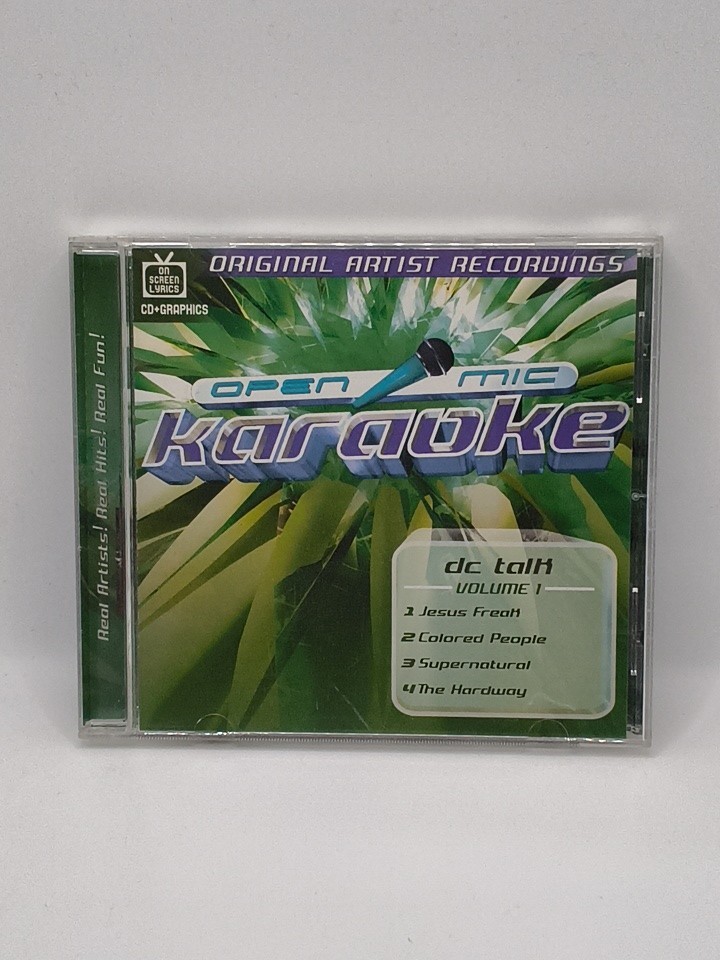 ON
SCREEN
LYRICS
CD+GRAPHICS
ORIGINAL ARTIST RECORDINGS
OPEN MIC
karaoke
dc talk
VOLUME 1
1 Jesus Freak
2 Colored People
3 Supernatural
4 The Hardway
Real Artists! Real Hits! Real Fun!